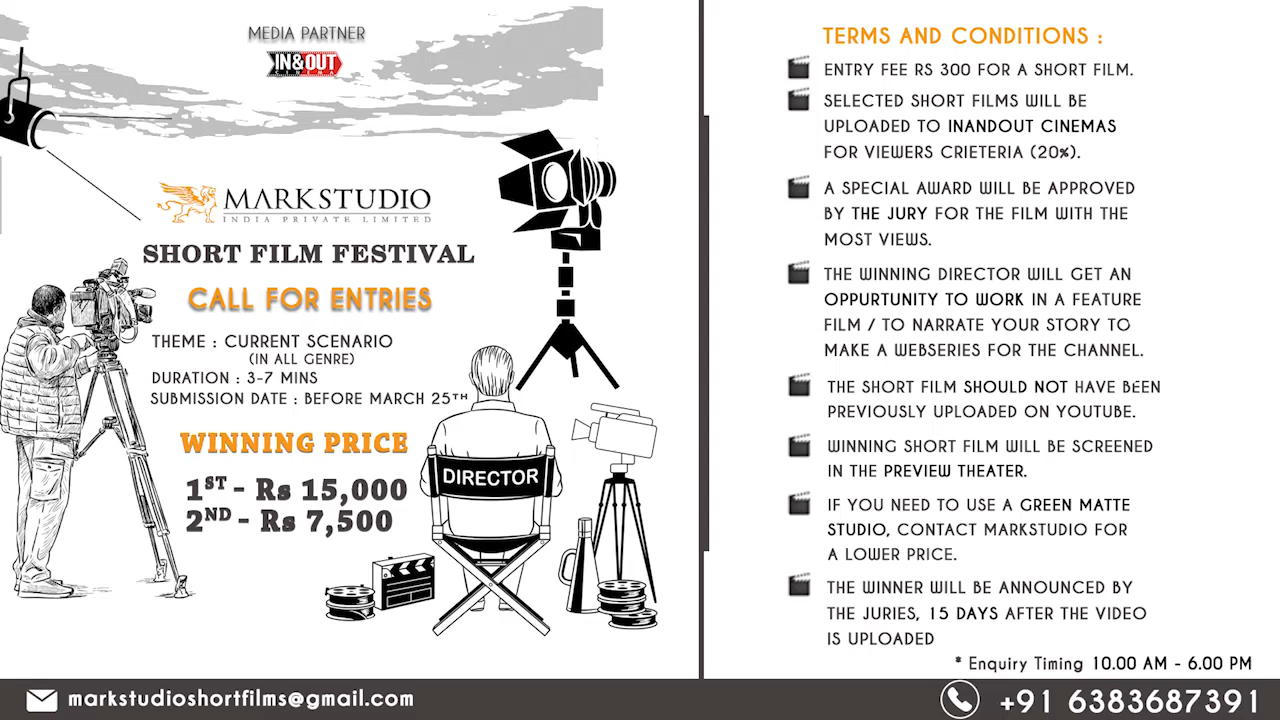 MEDIA PARTNER
IN&OUT
CINEMA
MARKSTUDIO
INDIA PRIVATE LIMITED
SHORT FILM FESTIVAL
CALL FOR ENTRIES
THEME : CURRENT SCENARIO
(IN ALL GENRE)
DURATION : 3-7 MINS
SUBMISSION DATE : BEFORE MARCH 25TH
WINNING PRICE
1ST - Rs 15,000
2ND - Rs 7,500
DIRECTOR
markstudioshortfilms@gmail.com
TERMS AND CONDITIONS :
ENTRY FEE RS 300 FOR A SHORT FILM.
SELECTED SHORT FILMS WILL BE
UPLOADED TO INANDOUT CINEMAS
FOR VIEWERS CRIETERIA (20%).
A SPECIAL AWARD WILL BE APPROVED
BY THE JURY FOR THE FILM WITH THE
MOST VIEWS.
THE WINNING DIRECTOR WILL GET AN
OPPURTUNITY TO WORK IN A FEATURE
FILM / TO NARRATE YOUR STORY TO
MAKE A WEBSERIES FOR THE CHANNEL.
THE SHORT FILM SHOULD NOT HAVE BEEN
PREVIOUSLY UPLOADED ON YOUTUBE.
WINNING SHORT FILM WILL BE SCREENED
IN THE PREVIEW THEATER.
IF YOU NEED TO USE A GREEN MATTE
STUDIO, CONTACT MARKSTUDIO FOR
A LOWER PRICE.
THE WINNER WILL BE ANNOUNCED BY
THE JURIES, 15 DAYS AFTER THE VIDEO
IS UPLOADED
* Enquiry Timing 10.00 AM - 6.00 PM
+91 6383687391